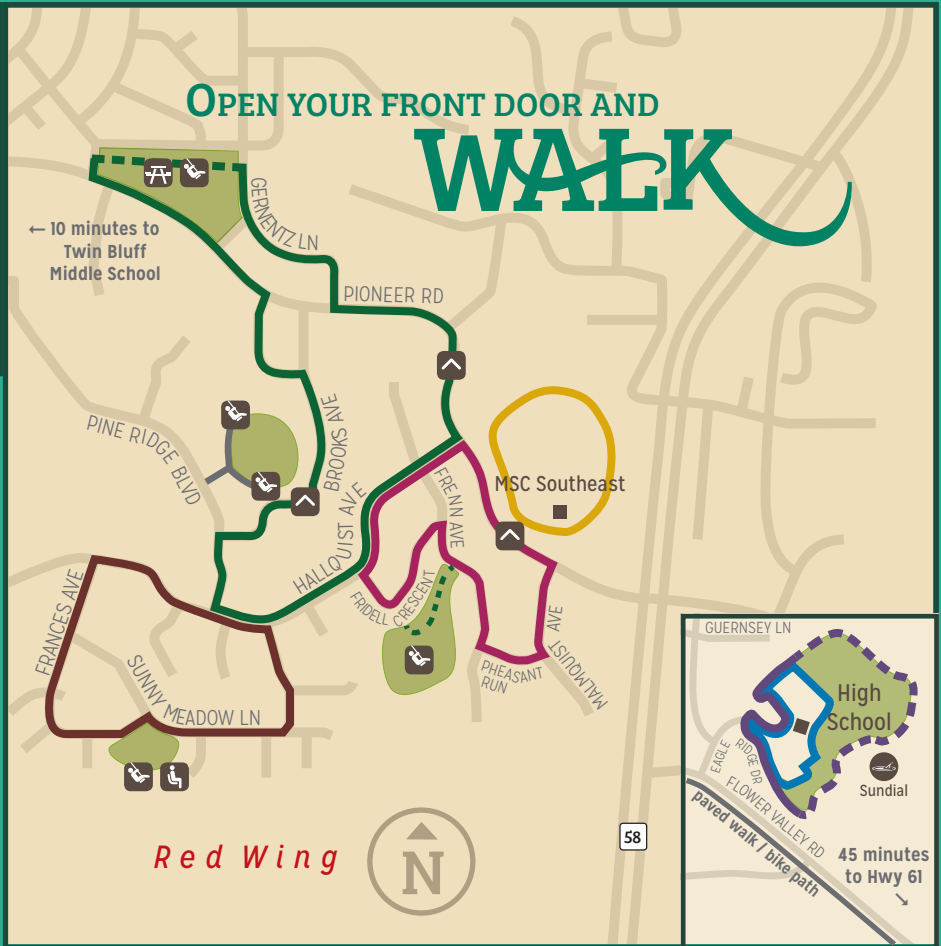 OPEN YOUR FRONT DOOR AND
WALK
← 10 minutes to
Twin Bluff
Middle School
GERNENTZ LN
PIONEER RD
PINE RIDGE BLVD
BROOKS AVE
HALLQUIST AVE
FRENN AVE
MSC Southeast
FRIDELL CRESCENT
FRANCES AVE
SUNNY MEADOW LN
PHEASANT
RUN
MALMQUIST AVE
Red Wing
N
58
GUERNSEY LN
High
School
EAGLE
RIDGE DR
Sundial
FLOWER VALLEY RD
paved walk / bike path
45 minutes
to Hwy 61
↘